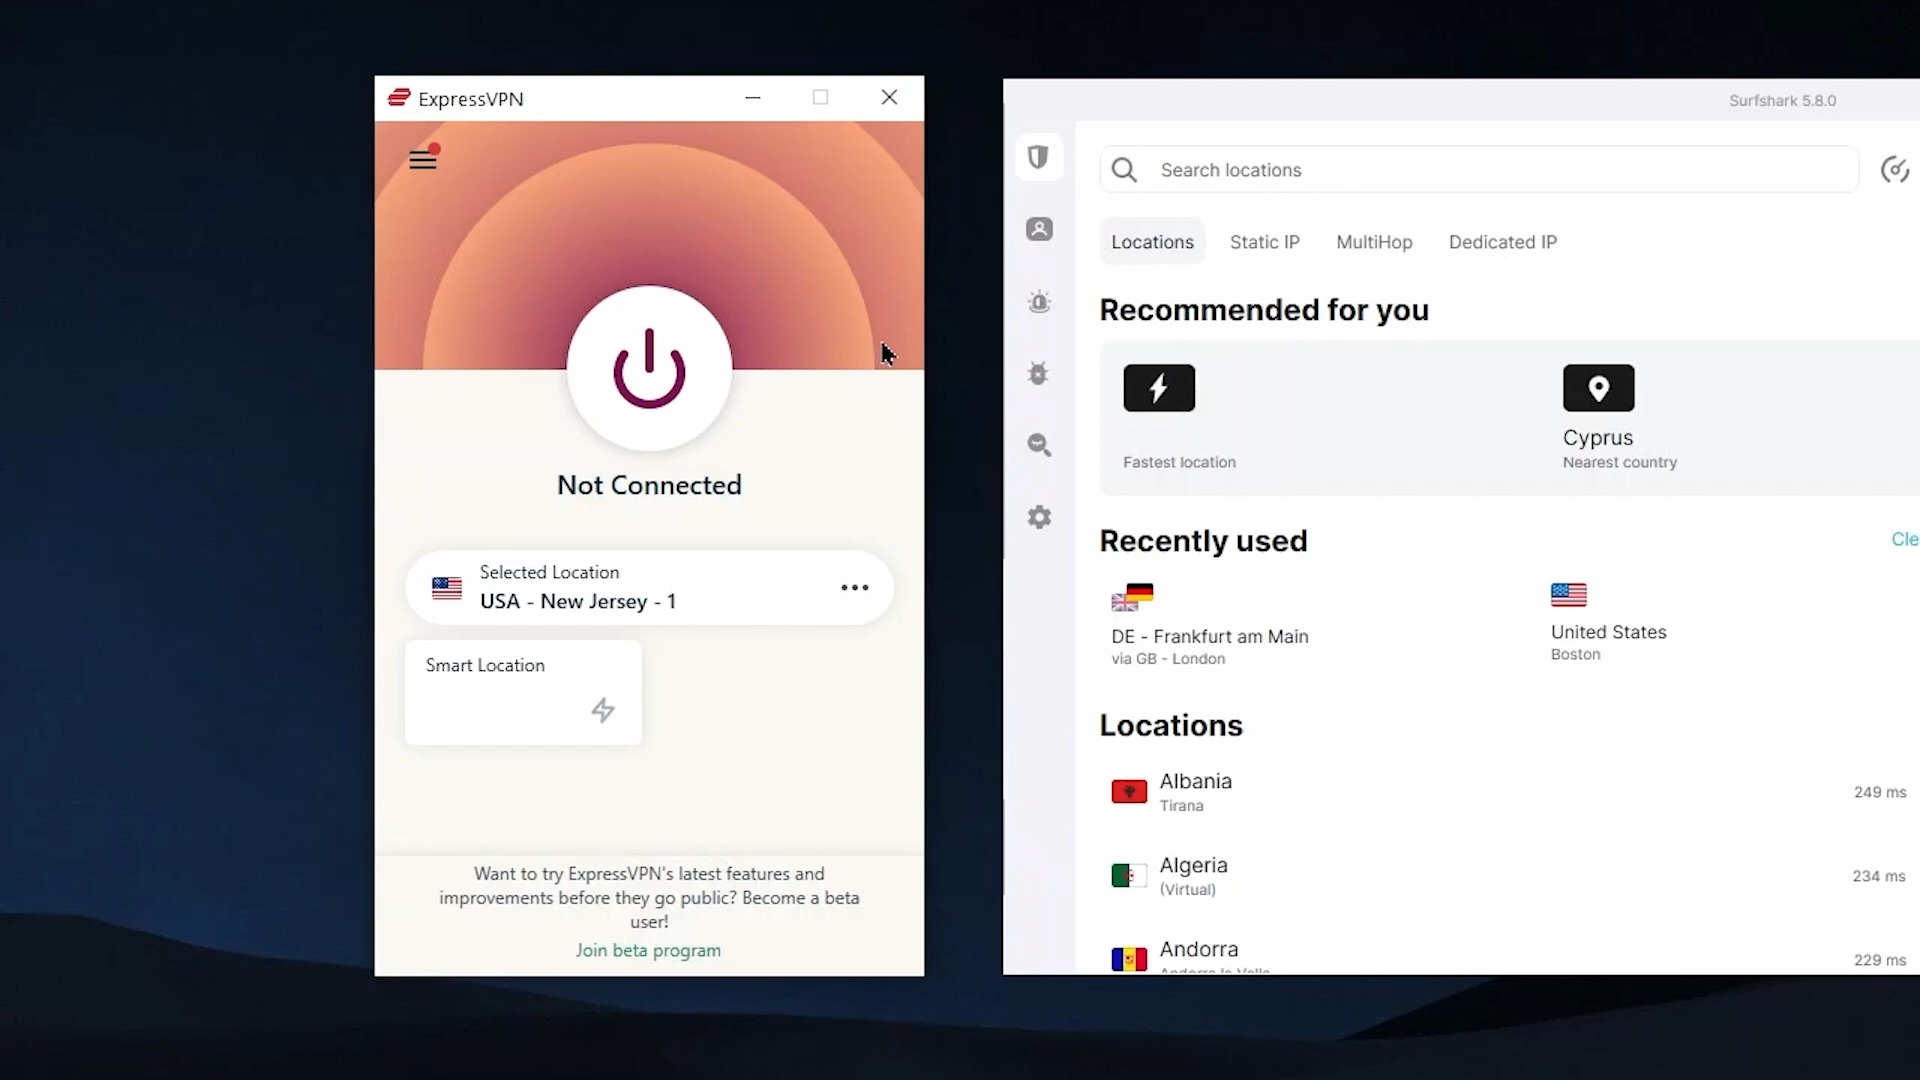 ExpressVPN
Not Connected
Selected Location
USA - New Jersey - 1
Smart Location
Want to try ExpressVPN's latest features and
improvements before they go public? Become a beta
user!
Join beta program
Surfshark 5.8.0
Search locations
Locations
Static IP
MultiHop
Dedicated IP
Recommended for you
Fastest location
Cyprus
Nearest country
Recently used
Cle
DE - Frankfurt am Main
via GB - London
United States
Boston
Locations
Albania
Tirana
249 ms
Algeria
(Virtual)
234 ms
Andorra
229 ms